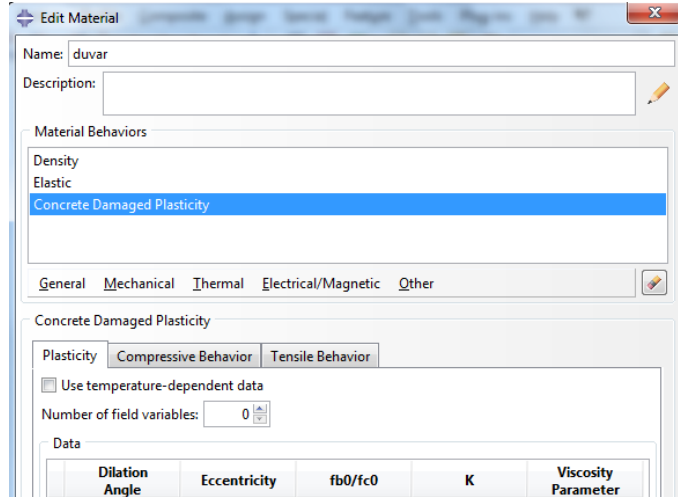 Edit Material
Name: duvar
Description:
Material Behaviors
Density
Elastic
Concrete Damaged Plasticity
General Mechanical Thermal Electrical/Magnetic Other
Concrete Damaged Plasticity
Plasticity Compressive Behavior Tensile Behavior
Use temperature-dependent data
Number of field variables: 0
Data
Dilation Angle Eccentricity fb0/fc0 K Viscosity Parameter